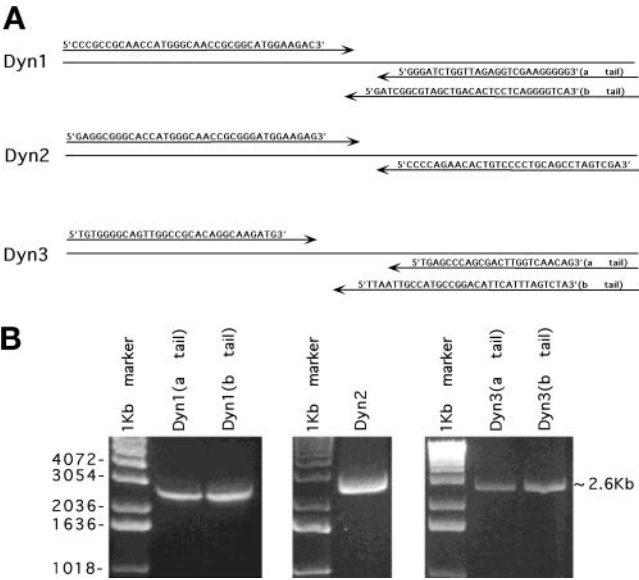 A
5'CCCGCCGCAACCATGGGCAACCGCGGCATGGAAGAC3'
Dyn1
5'GGGATCTGGTTAGAGGTCGAAGGGGG3'(a tail)
5'GATCGGCGTAGCTGACACTCCTCAGGGGTCA3'(b tail)
5'GAGGCGGGCACCATGGGCAACCGCGGGATGGAAGAG3'
Dyn2
5'CCCCAGAACACTGTCCCCTGCAGCCTAGTCGA3'
5'TGTGGGGCAGTTGGCCGCACAGGCAAGATG3'
Dyn3
5'TGAGCCCAGCGACTTGGTCAACAG3'(a tail)
5'TTAATTGCCATGCCGGACATTCATTTAGTCTA3'(b tail)
B
1Kb marker
Dyn1(a tail)
Dyn1(b tail)
1Kb marker
Dyn2
1Kb marker
Dyn3(a tail)
Dyn3(b tail)
4072-
3054-
2036-
1636-
1018-
~2.6Kb